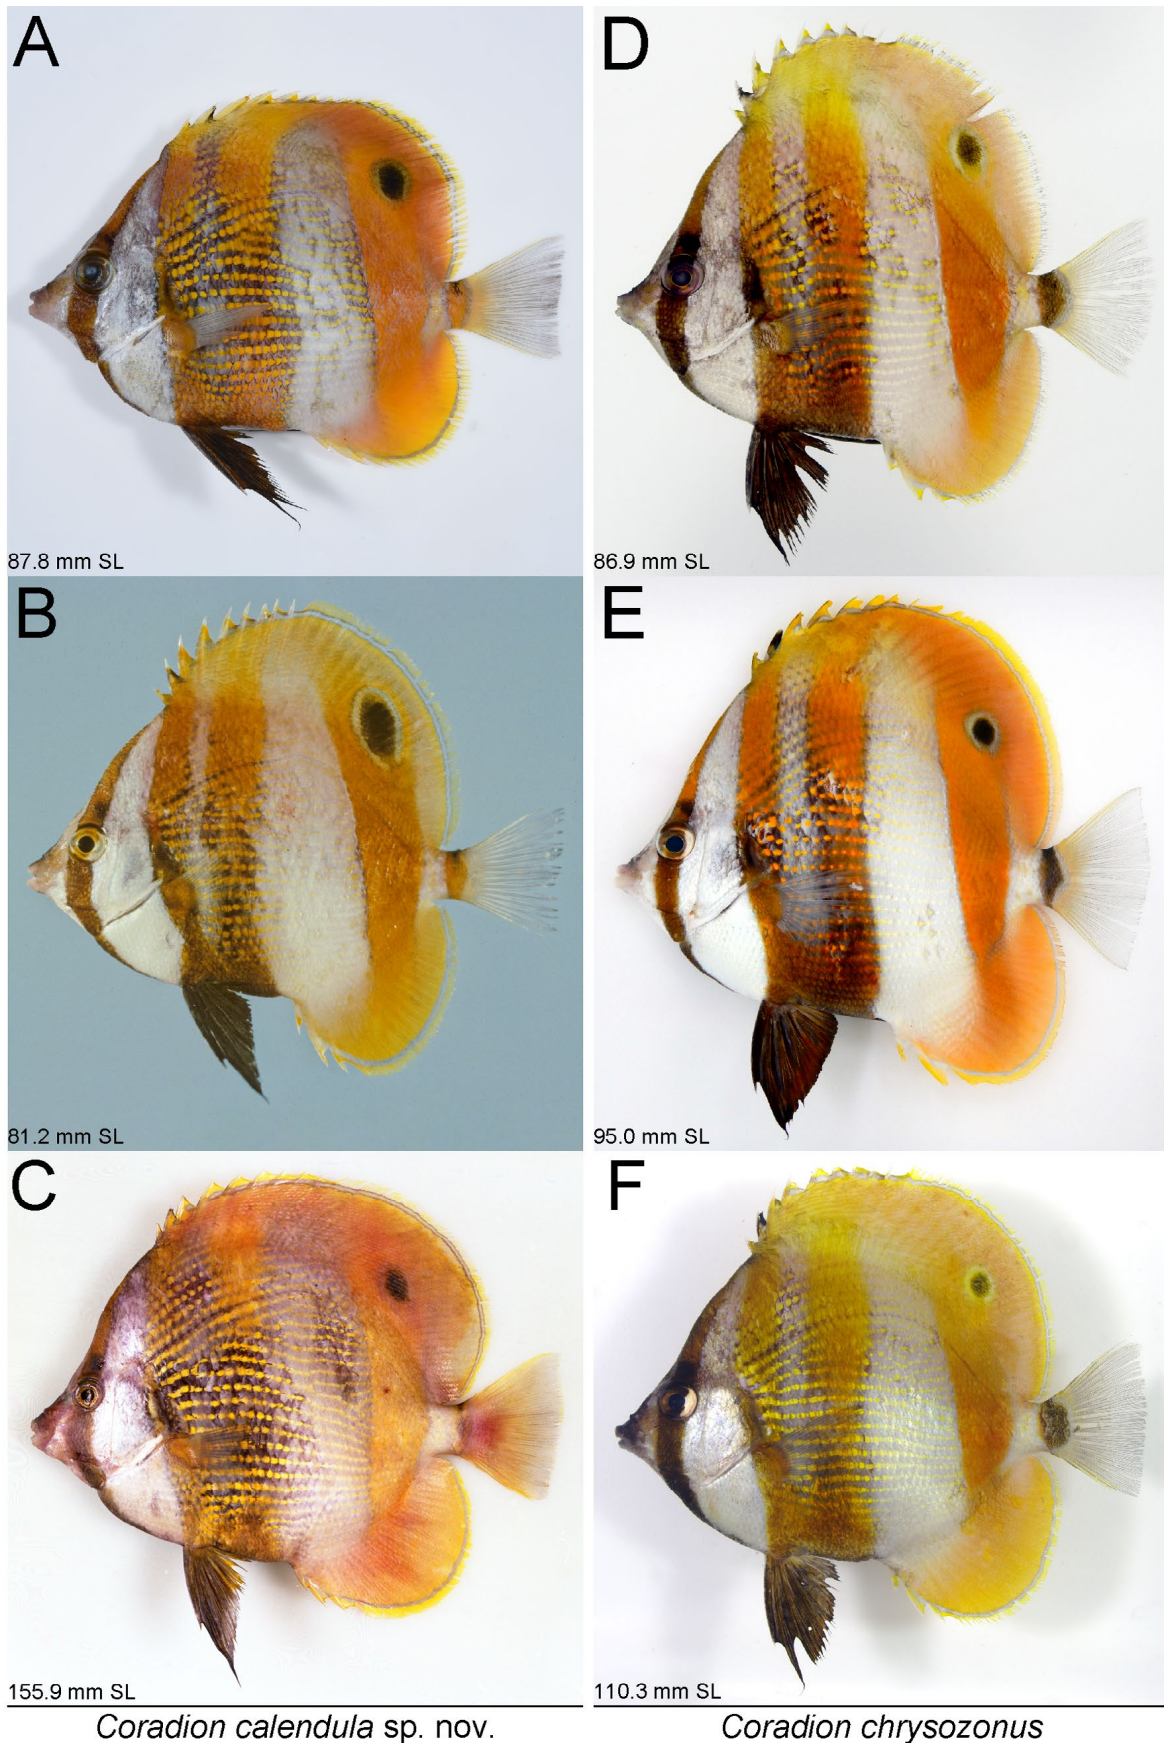 A
87.8 mm SL
B
81.2 mm SL
C
155.9 mm SL
Coradion calendula sp. nov.
D
86.9 mm SL
E
95.0 mm SL
F
110.3 mm SL
Coradion chrysozonus